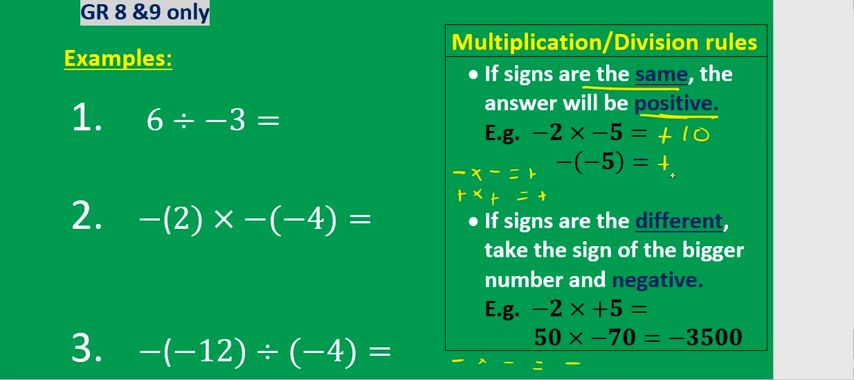 GR 8 &9 only
Examples:
1. 6 ÷ −3 =
2. −(2) × −(−4) =
3. −(−12) ÷ (−4) =
Multiplication/Division rules
• If signs are the same, the
answer will be positive.
E.g. −2 × −5 = +10
−(−5) = +
− × − = +
+ × + = +
• If signs are the different,
take the sign of the bigger
number and negative.
E.g. −2 × +5 =
50 × −70 = −3500
− × − = −